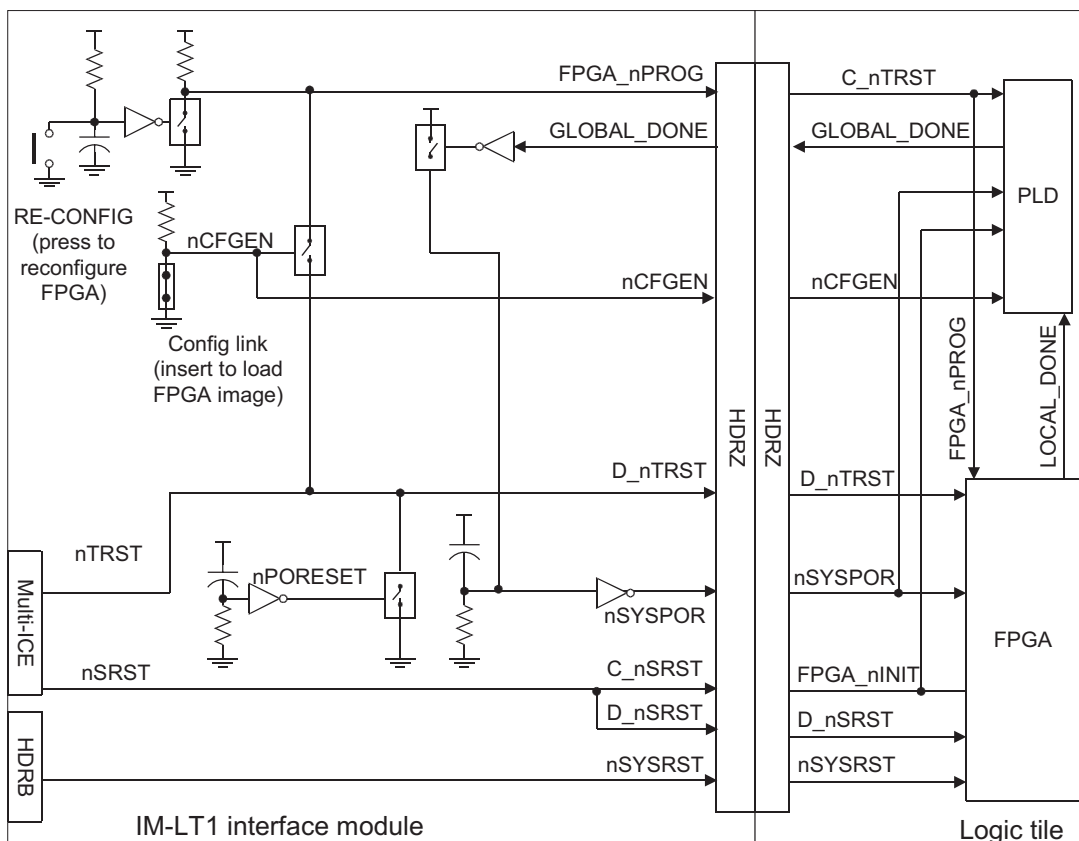 FPGA_nPROG
C_nTRST
GLOBAL_DONE
GLOBAL_DONE
PLD
RE-CONFIG
(press to
reconfigure
FPGA)
nCFGEN
nCFGEN
nCFGEN
Config link
(insert to load
FPGA image)
FPGA_nPROG
LOCAL_DONE
HDRZ
HDRZ
D_nTRST
D_nTRST
nTRST
Multi-ICE
nPORESET
nSYSPOR
nSYSPOR
FPGA
nSRST
C_nSRST
FPGA_nINIT
D_nSRST
D_nSRST
HDRB
nSYSRST
nSYSRST
IM-LT1 interface module
Logic tile